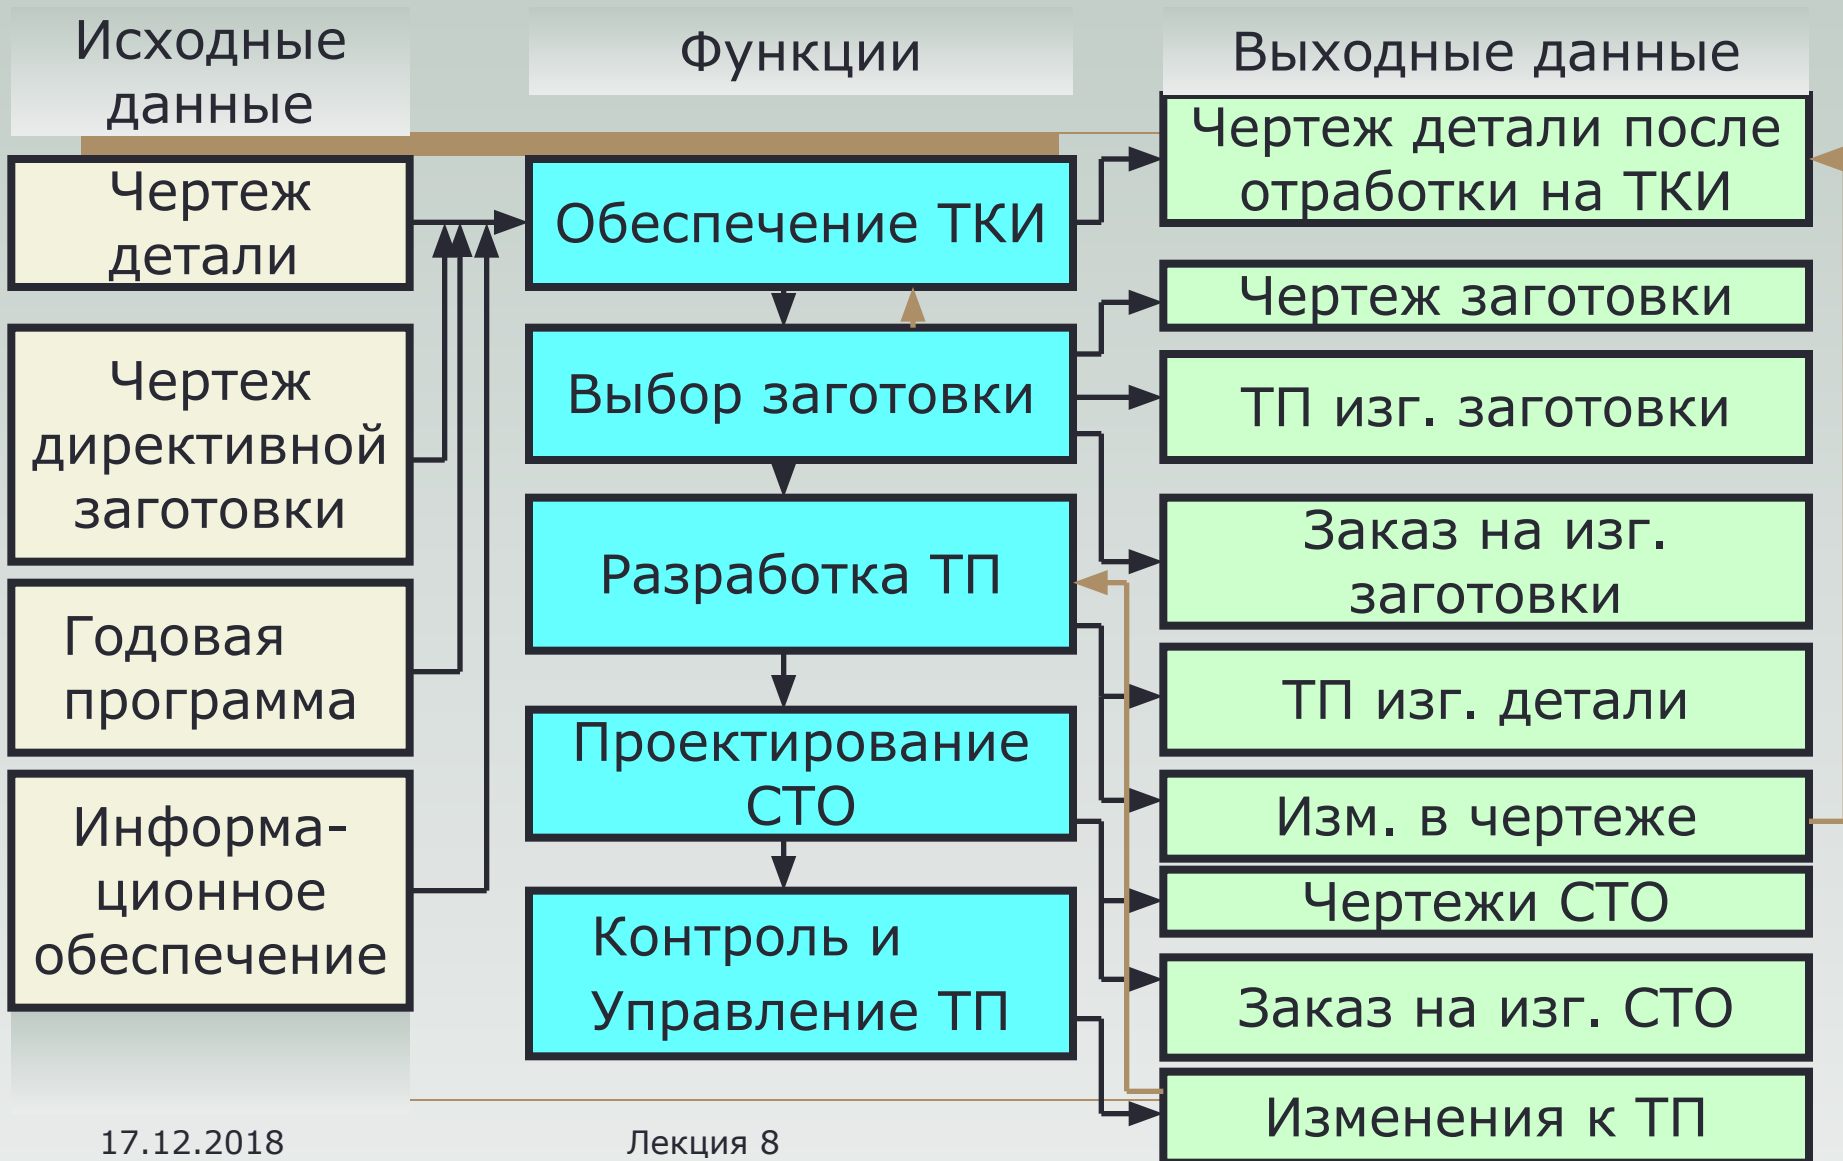 Исходные
данные
Функции
Выходные данные
Чертеж
детали
Чертеж
директивной
заготовки
Годовая
программа
Информа-
ционное
обеспечение
Обеспечение ТКИ
Выбор заготовки
Разработка ТП
Проектирование
СТО
Контроль и
Управление ТП
Чертеж детали после
отработки на ТКИ
Чертеж заготовки
ТП изг. заготовки
Заказ на изг.
заготовки
ТП изг. детали
Изм. в чертеже
Чертежи СТО
Заказ на изг. СТО
Изменения к ТП
17.12.2018
Лекция 8